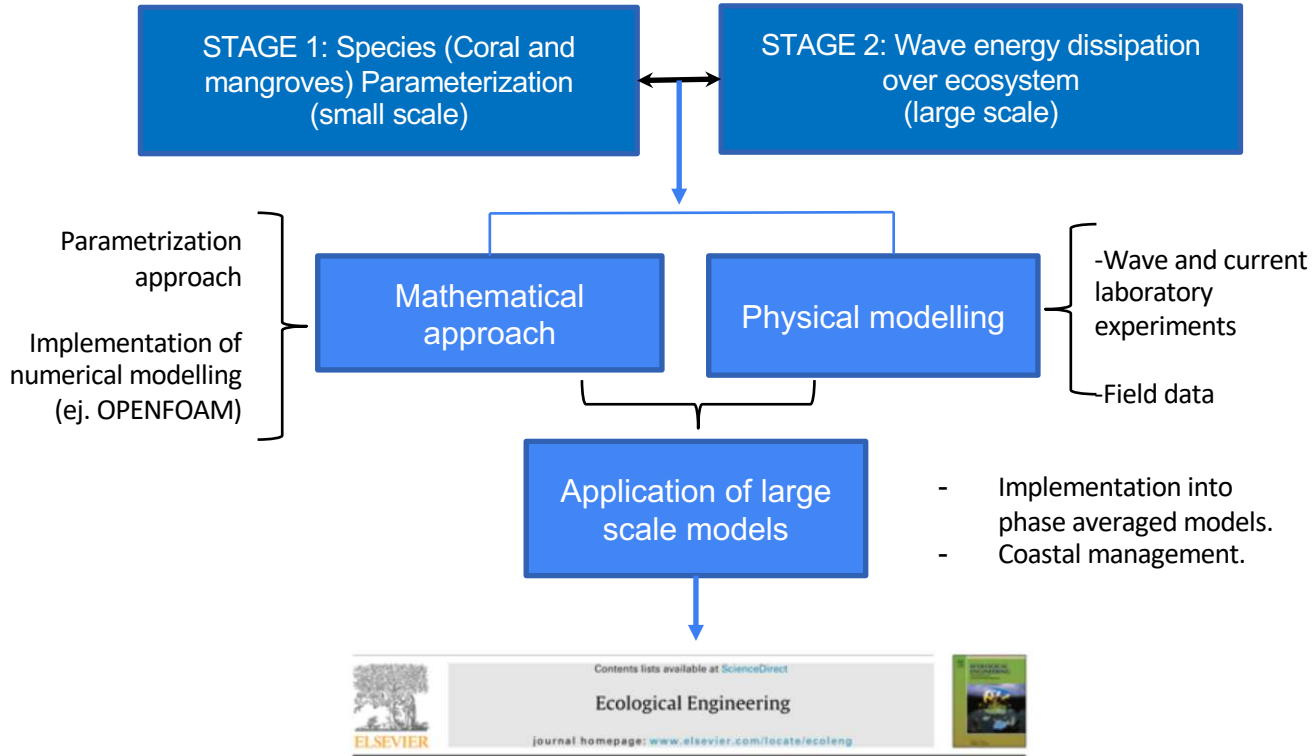 STAGE 1: Species (Coral and
mangroves) Parameterization
(small scale)
STAGE 2: Wave energy dissipation
over ecosystem
(large scale)
Parametrization
approach
Implementation of
numerical modelling
(ej. OPENFOAM)
Mathematical
approach
Physical modelling
-Wave and current
laboratory
experiments
-Field data
Application of large
scale models
- Implementation into
phase averaged models.
- Coastal management.
Contents lists available at ScienceDirect
Ecological Engineering
journal homepage: www.elsevier.com/locate/ecoleng
ELSEVIER
ECOLOGICAL
ENGINEERING